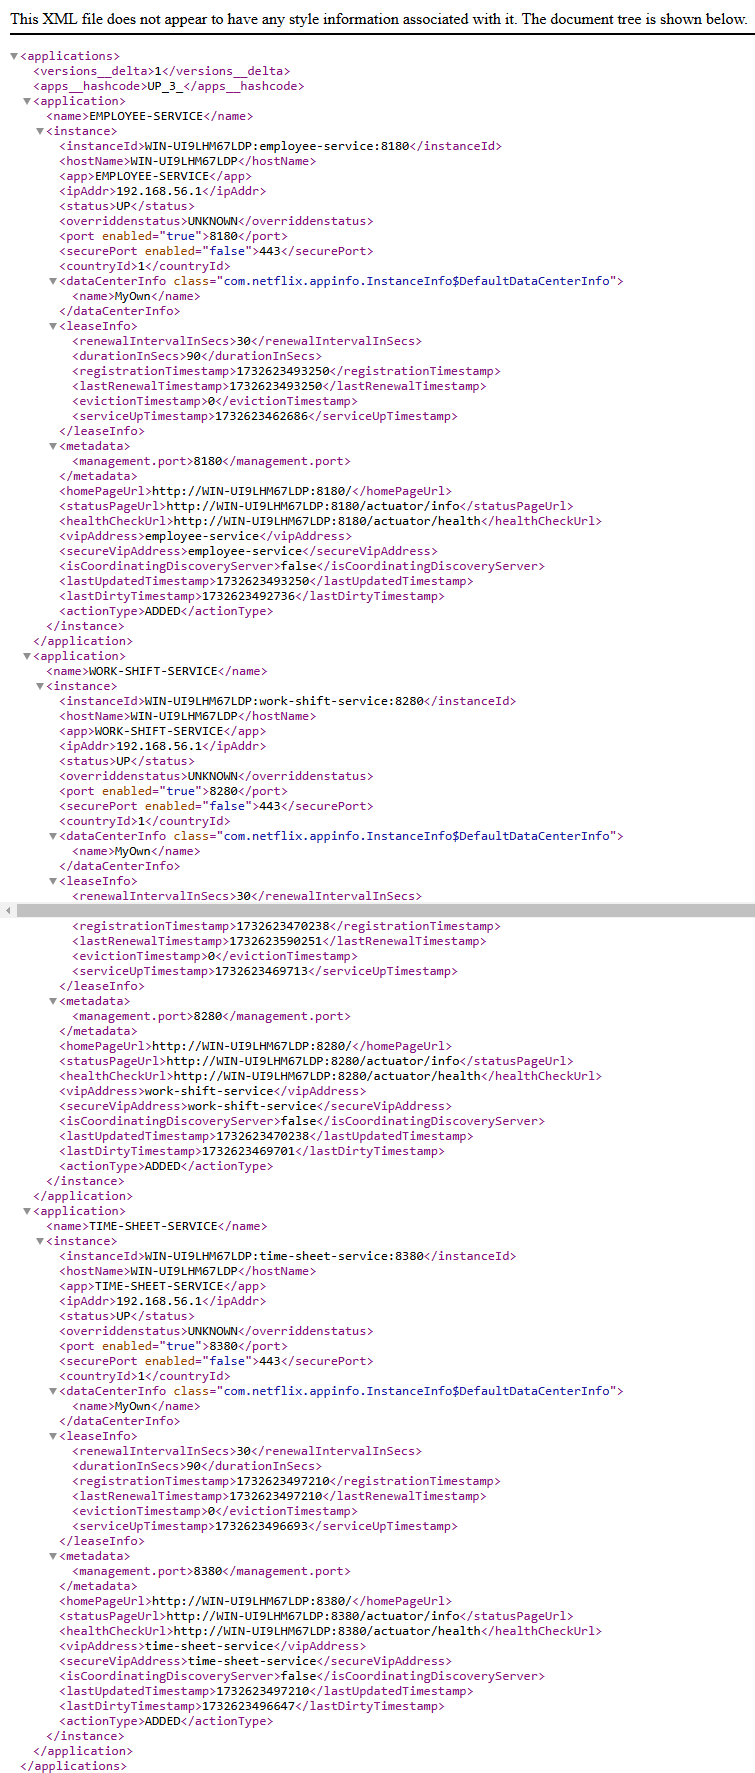 This XML file does not appear to have any style information associated with it. The document tree is shown below.
▼<applications>
<versions__delta>1</versions__delta>
<apps__hashcode>UP_3_</apps__hashcode>
▼<application>
<name>EMPLOYEE-SERVICE</name>
▼<instance>
<instanceId>WIN-UI9LHM67LDP:employee-service:8180</instanceId>
<hostName>WIN-UI9LHM67LDP</hostName>
<app>EMPLOYEE-SERVICE</app>
<ipAddr>192.168.56.1</ipAddr>
<status>UP</status>
<overriddenstatus>UNKNOWN</overriddenstatus>
<port enabled="true">8180</port>
<securePort enabled="false">443</securePort>
<countryId>1</countryId>
▼<dataCenterInfo class="com.netflix.appinfo.InstanceInfo$DefaultDataCenterInfo">
<name>MyOwn</name>
</dataCenterInfo>
▼<leaseInfo>
<renewalIntervalInSecs>30</renewalIntervalInSecs>
<durationInSecs>90</durationInSecs>
<registrationTimestamp>1732623493250</registrationTimestamp>
<lastRenewalTimestamp>1732623493250</lastRenewalTimestamp>
<evictionTimestamp>0</evictionTimestamp>
<serviceUpTimestamp>1732623462686</serviceUpTimestamp>
</leaseInfo>
▼<metadata>
<management.port>8180</management.port>
</metadata>
<homePageUrl>http://WIN-UI9LHM67LDP:8180/</homePageUrl>
<statusPageUrl>http://WIN-UI9LHM67LDP:8180/actuator/info</statusPageUrl>
<healthCheckUrl>http://WIN-UI9LHM67LDP:8180/actuator/health</healthCheckUrl>
<vipAddress>employee-service</vipAddress>
<secureVipAddress>employee-service</secureVipAddress>
<isCoordinatingDiscoveryServer>false</isCoordinatingDiscoveryServer>
<lastUpdatedTimestamp>1732623493250</lastUpdatedTimestamp>
<lastDirtyTimestamp>1732623492736</lastDirtyTimestamp>
<actionType>ADDED</actionType>
</instance>
</application>
▼<application>
<name>WORK-SHIFT-SERVICE</name>
▼<instance>
<instanceId>WIN-UI9LHM67LDP:work-shift-service:8280</instanceId>
<hostName>WIN-UI9LHM67LDP</hostName>
<app>WORK-SHIFT-SERVICE</app>
<ipAddr>192.168.56.1</ipAddr>
<status>UP</status>
<overriddenstatus>UNKNOWN</overriddenstatus>
<port enabled="true">8280</port>
<securePort enabled="false">443</securePort>
<countryId>1</countryId>
▼<dataCenterInfo class="com.netflix.appinfo.InstanceInfo$DefaultDataCenterInfo">
<name>MyOwn</name>
</dataCenterInfo>
▼<leaseInfo>
<renewalIntervalInSecs>30</renewalIntervalInSecs>
<registrationTimestamp>1732623470238</registrationTimestamp>
<lastRenewalTimestamp>1732623590251</lastRenewalTimestamp>
<evictionTimestamp>0</evictionTimestamp>
<serviceUpTimestamp>1732623469713</serviceUpTimestamp>
</leaseInfo>
▼<metadata>
<management.port>8280</management.port>
</metadata>
<homePageUrl>http://WIN-UI9LHM67LDP:8280/</homePageUrl>
<statusPageUrl>http://WIN-UI9LHM67LDP:8280/actuator/info</statusPageUrl>
<healthCheckUrl>http://WIN-UI9LHM67LDP:8280/actuator/health</healthCheckUrl>
<vipAddress>work-shift-service</vipAddress>
<secureVipAddress>work-shift-service</secureVipAddress>
<isCoordinatingDiscoveryServer>false</isCoordinatingDiscoveryServer>
<lastUpdatedTimestamp>1732623470238</lastUpdatedTimestamp>
<lastDirtyTimestamp>1732623469701</lastDirtyTimestamp>
<actionType>ADDED</actionType>
</instance>
</application>
▼<application>
<name>TIME-SHEET-SERVICE</name>
▼<instance>
<instanceId>WIN-UI9LHM67LDP:time-sheet-service:8380</instanceId>
<hostName>WIN-UI9LHM67LDP</hostName>
<app>TIME-SHEET-SERVICE</app>
<ipAddr>192.168.56.1</ipAddr>
<status>UP</status>
<overriddenstatus>UNKNOWN</overriddenstatus>
<port enabled="true">8380</port>
<securePort enabled="false">443</securePort>
<countryId>1</countryId>
▼<dataCenterInfo class="com.netflix.appinfo.InstanceInfo$DefaultDataCenterInfo">
<name>MyOwn</name>
</dataCenterInfo>
▼<leaseInfo>
<renewalIntervalInSecs>30</renewalIntervalInSecs>
<durationInSecs>90</durationInSecs>
<registrationTimestamp>1732623497210</registrationTimestamp>
<lastRenewalTimestamp>1732623497210</lastRenewalTimestamp>
<evictionTimestamp>0</evictionTimestamp>
<serviceUpTimestamp>1732623496693</serviceUpTimestamp>
</leaseInfo>
▼<metadata>
<management.port>8380</management.port>
</metadata>
<homePageUrl>http://WIN-UI9LHM67LDP:8380/</homePageUrl>
<statusPageUrl>http://WIN-UI9LHM67LDP:8380/actuator/info</statusPageUrl>
<healthCheckUrl>http://WIN-UI9LHM67LDP:8380/actuator/health</healthCheckUrl>
<vipAddress>time-sheet-service</vipAddress>
<secureVipAddress>time-sheet-service</secureVipAddress>
<isCoordinatingDiscoveryServer>false</isCoordinatingDiscoveryServer>
<lastUpdatedTimestamp>1732623497210</lastUpdatedTimestamp>
<lastDirtyTimestamp>1732623496647</lastDirtyTimestamp>
<actionType>ADDED</actionType>
</instance>
</application>
</applications>